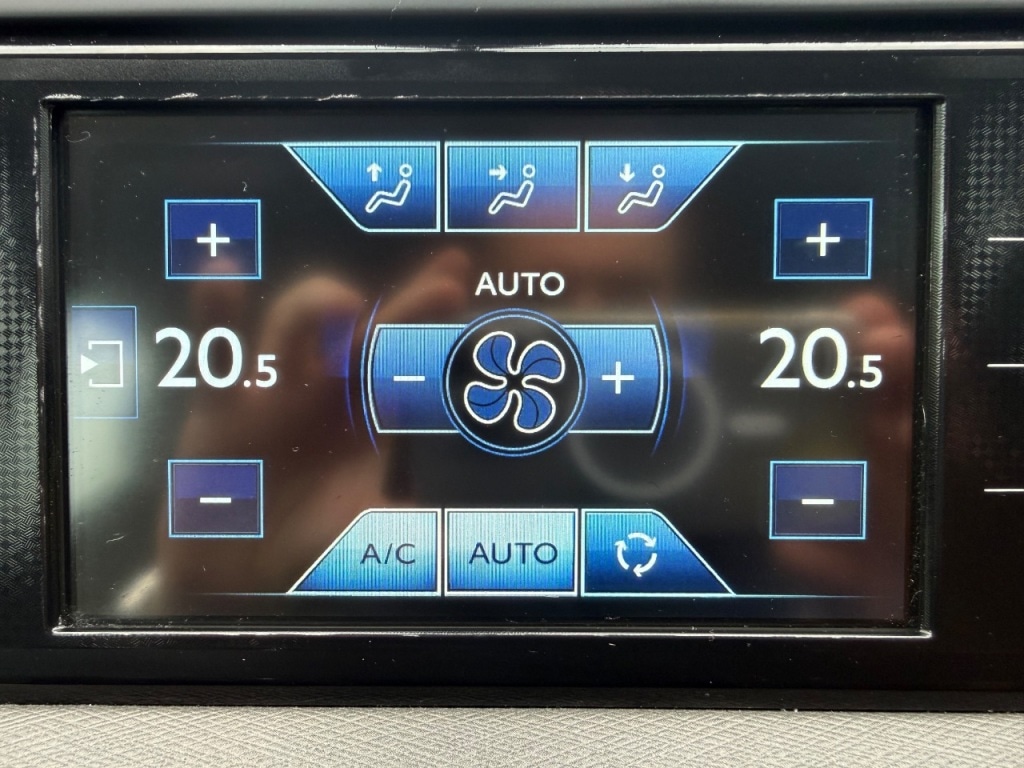 + +
AUTO
20.5 - + 20.5
- -
A/C AUTO